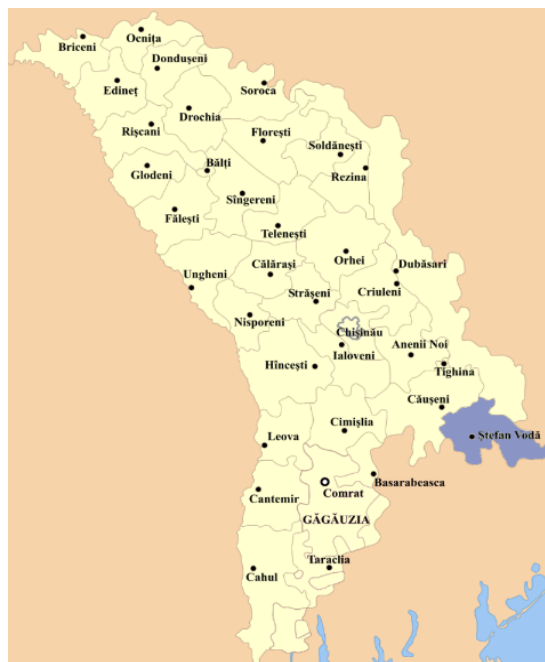 Ocnița
Briceni
Dondușeni
Edineț
Soroca
Drochia
Rîșcani
Florești
Soldănești
Bălți
Glodeni
Rezina
Sîngereni
Fălești
Telenești
Orhei
Călărași
Dubăsari
Ungheni
Criuleni
Strășeni
Nisporeni
Chișinău
Anenii Noi
Ialoveni
Hîncești
Tighina
Căușeni
Cimișlia
Leova
Ștefan Vodă
Basarabeasca
Comrat
Cantemir
GĂGĂUZIA
Taraclia
Cahul